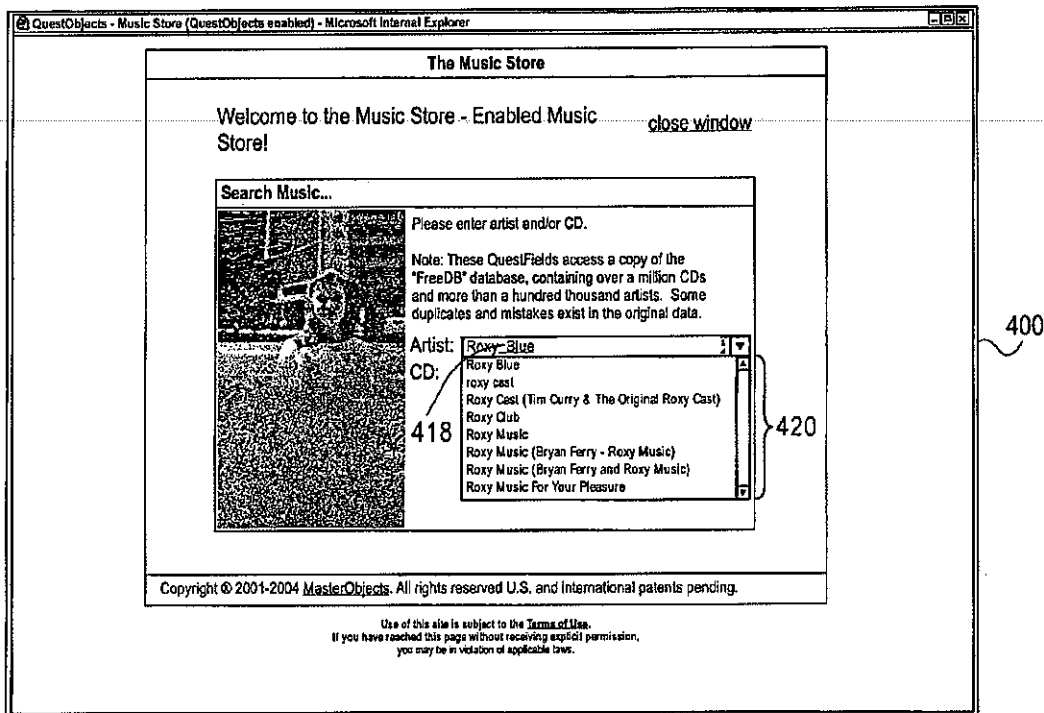 QuestObjects - Music Store (QuestObjects enabled) - Microsoft Internal Explorer
The Music Store
Welcome to the Music Store - Enabled Music
Store!
close window
Search Music...
Please enter artist and/or CD.
Note: These QuestFields access a copy of the
"FreeDB" database, containing over a million CDs
and more than a hundred thousand artists. Some
duplicates and mistakes exist in the original data.
Artist: Roxy-Blue
CD:
Roxy Blue
roxy cast
Roxy Cast (Tim Curry & The Original Roxy Cast)
Roxy Club
Roxy Music
Roxy Music (Bryan Ferry - Roxy Music)
Roxy Music (Bryan Ferry and Roxy Music)
Roxy Music For Your Pleasure
418
420
400
Copyright © 2001-2004 MasterObjects. All rights reserved U.S. and international patents pending.
Use of this site is subject to the Terms of Use.
If you have reached this page without receiving explicit permission,
you may be in violation of applicable laws.